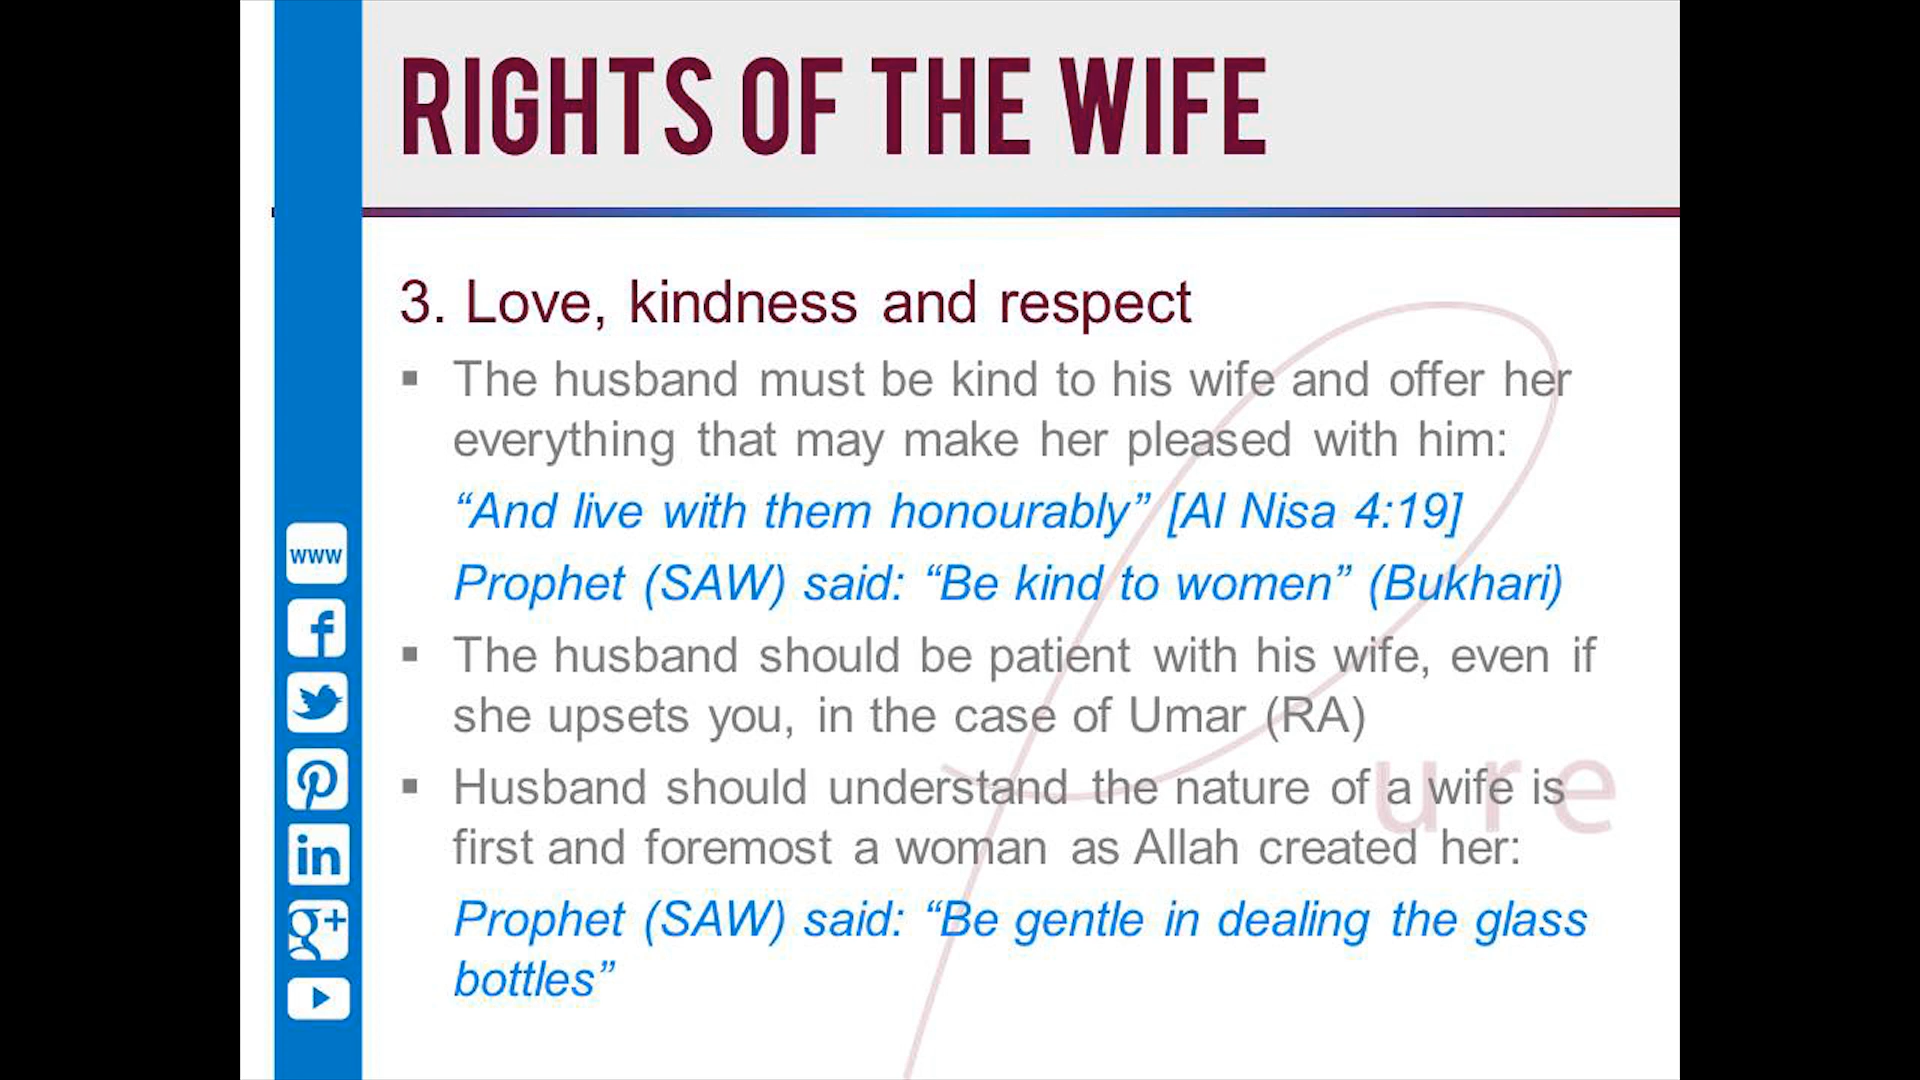 RIGHTS OF THE WIFE
3. Love, kindness and respect
▪ The husband must be kind to his wife and offer her
everything that may make her pleased with him:
“And live with them honourably” [Al Nisa 4:19]
Prophet (SAW) said: “Be kind to women” (Bukhari)
▪ The husband should be patient with his wife, even if
she upsets you, in the case of Umar (RA)
▪ Husband should understand the nature of a wife is
first and foremost a woman as Allah created her:
Prophet (SAW) said: “Be gentle in dealing the glass
bottles”
www
f
in
g+
ure